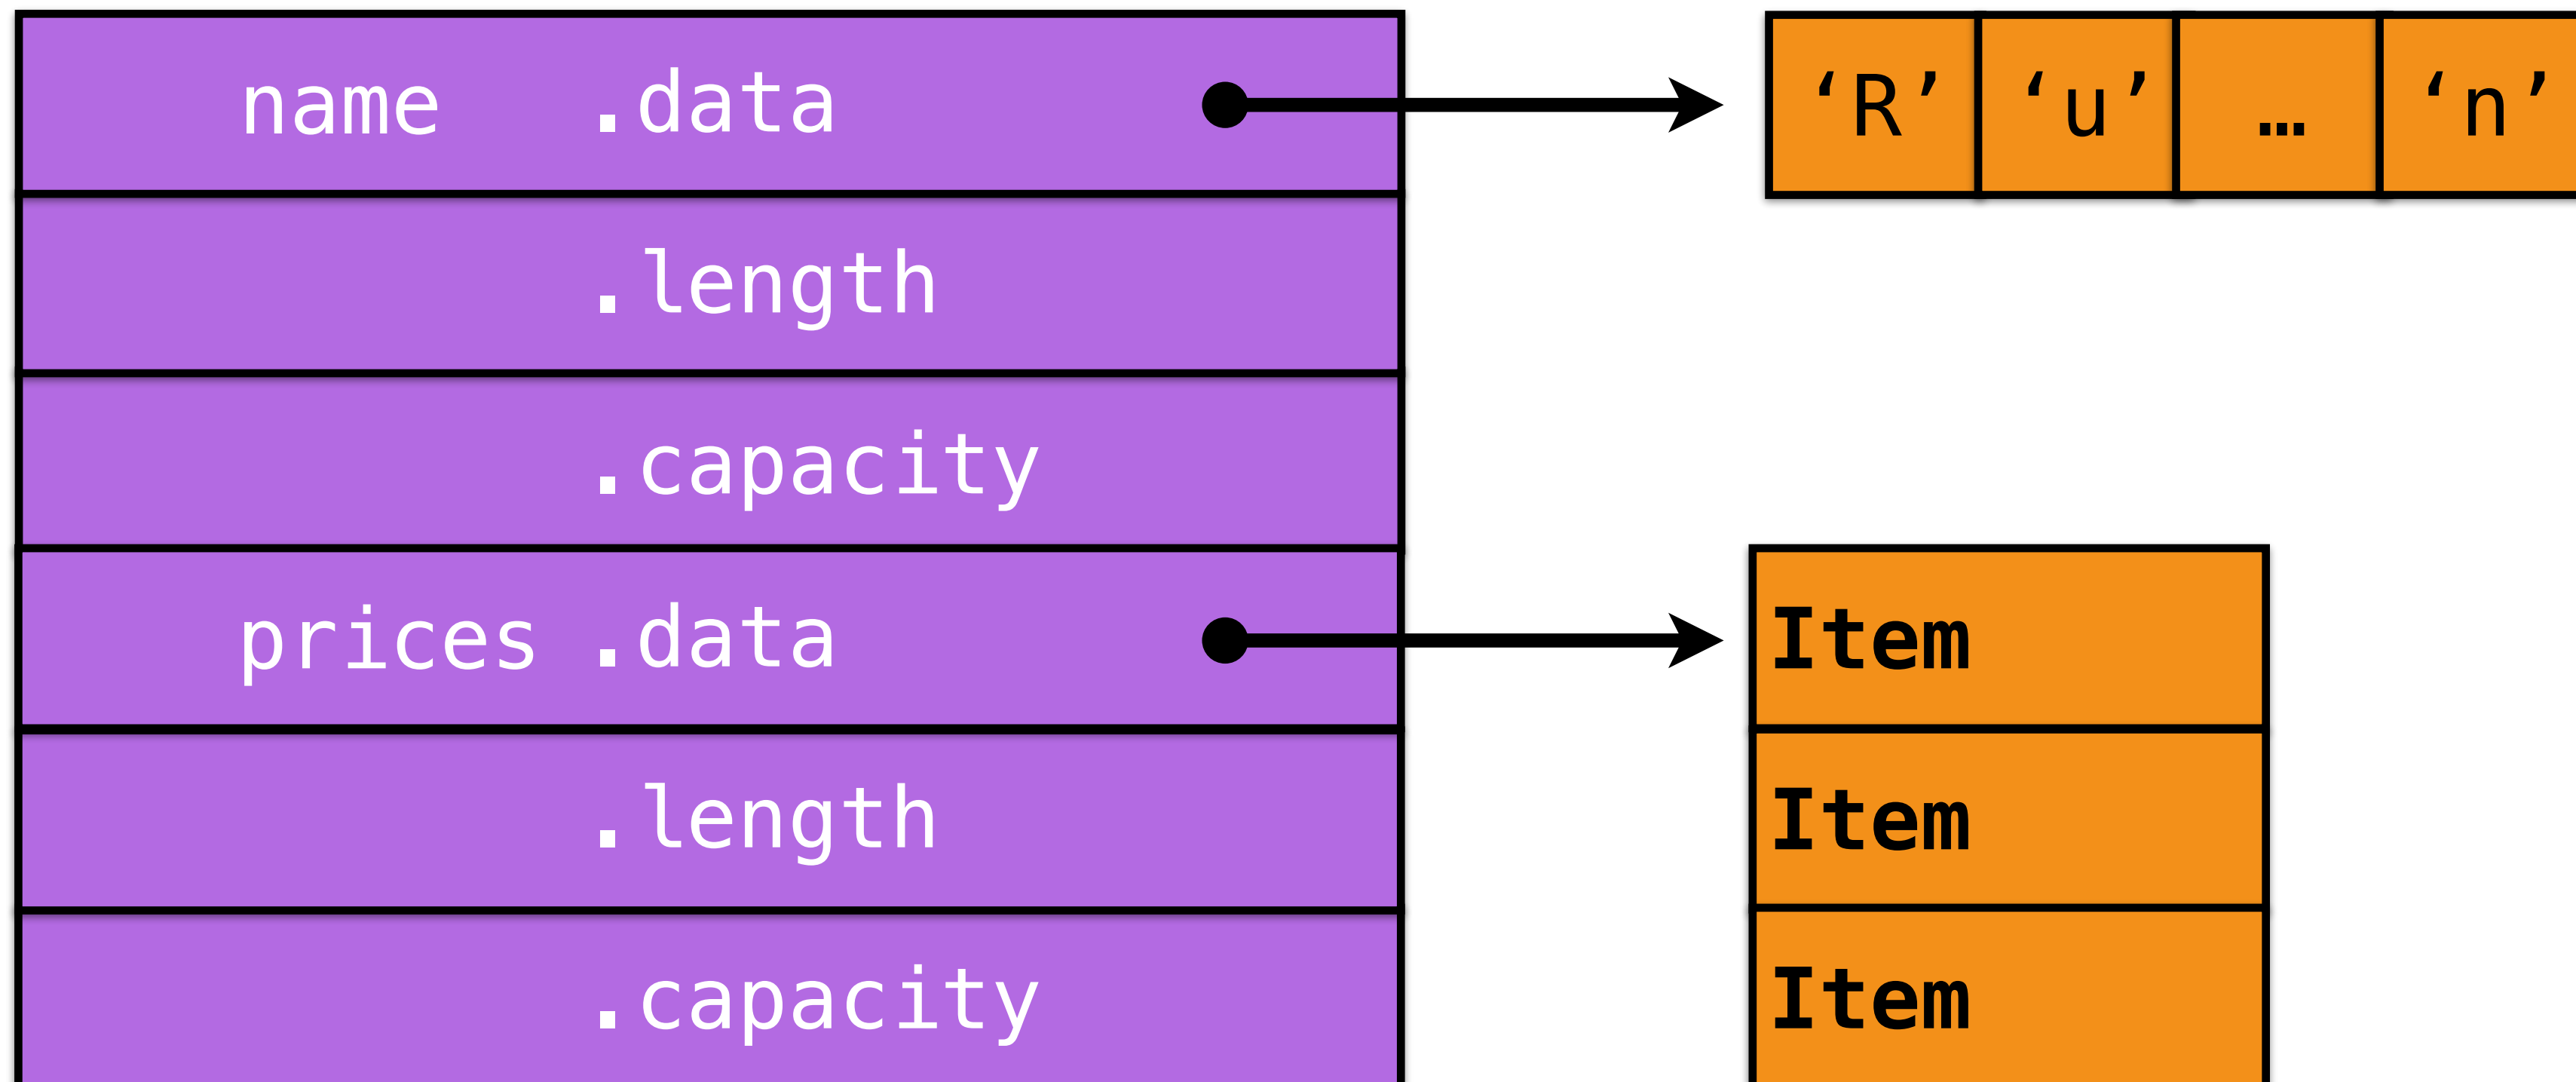 name .data ‘R’ ‘u’ … ‘n’
.length
.capacity
prices .data Item
.length Item
.capacity Item